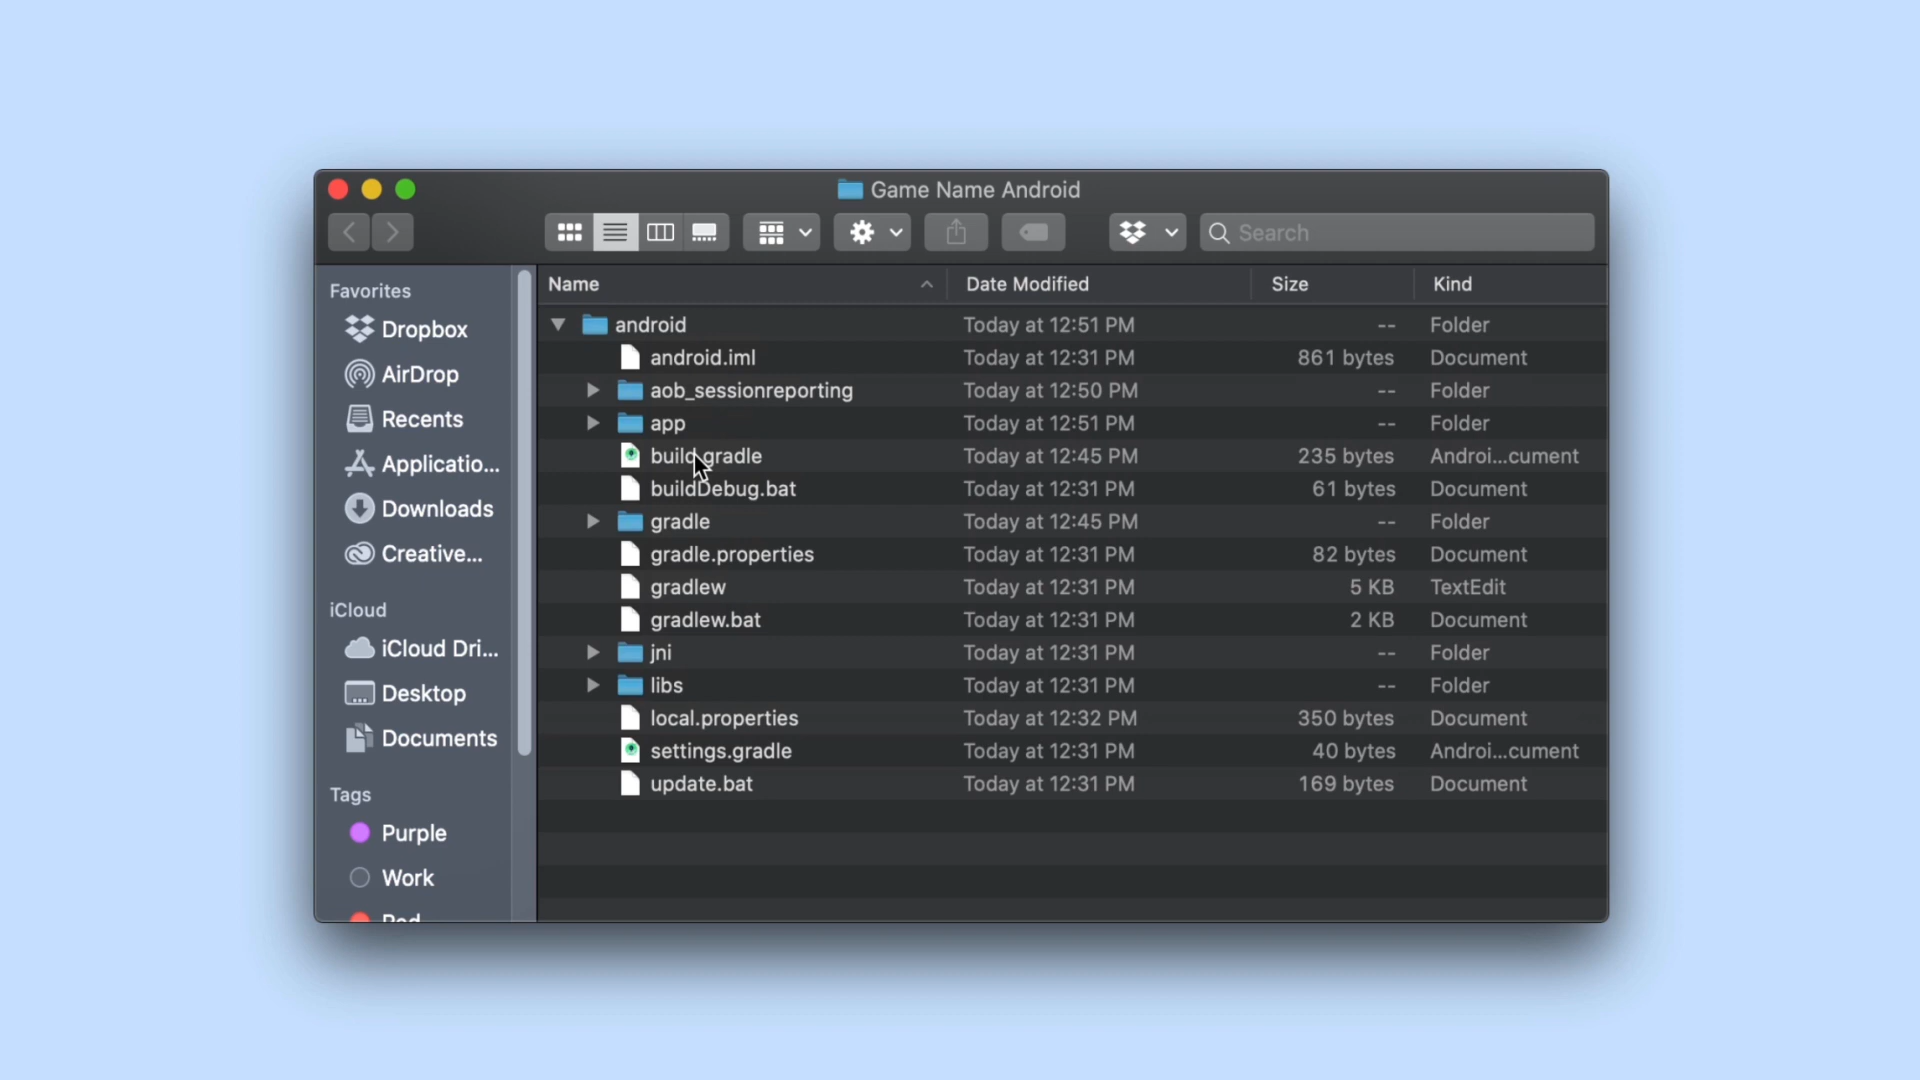 Game Name Android
Search
Favorites
Dropbox
AirDrop
Recents
Applicatio...
Downloads
Creative...
iCloud
iCloud Dri...
Desktop
Documents
Tags
Purple
Work
Red
Name Date Modified Size Kind
android Today at 12:51 PM -- Folder
android.iml Today at 12:31 PM 861 bytes Document
aob_sessionreporting Today at 12:50 PM -- Folder
app Today at 12:51 PM -- Folder
build.gradle Today at 12:45 PM 235 bytes Androi...cument
buildDebug.bat Today at 12:31 PM 61 bytes Document
gradle Today at 12:45 PM -- Folder
gradle.properties Today at 12:31 PM 82 bytes Document
gradlew Today at 12:31 PM 5 KB TextEdit
gradlew.bat Today at 12:31 PM 2 KB Document
jni Today at 12:31 PM -- Folder
libs Today at 12:31 PM -- Folder
local.properties Today at 12:32 PM 350 bytes Document
settings.gradle Today at 12:31 PM 40 bytes Androi...cument
update.bat Today at 12:31 PM 169 bytes Document